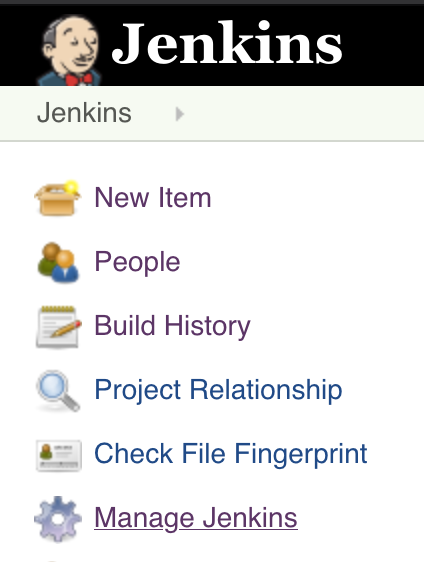 Jenkins
Jenkins
New Item
People
Build History
Project Relationship
Check File Fingerprint
Manage Jenkins